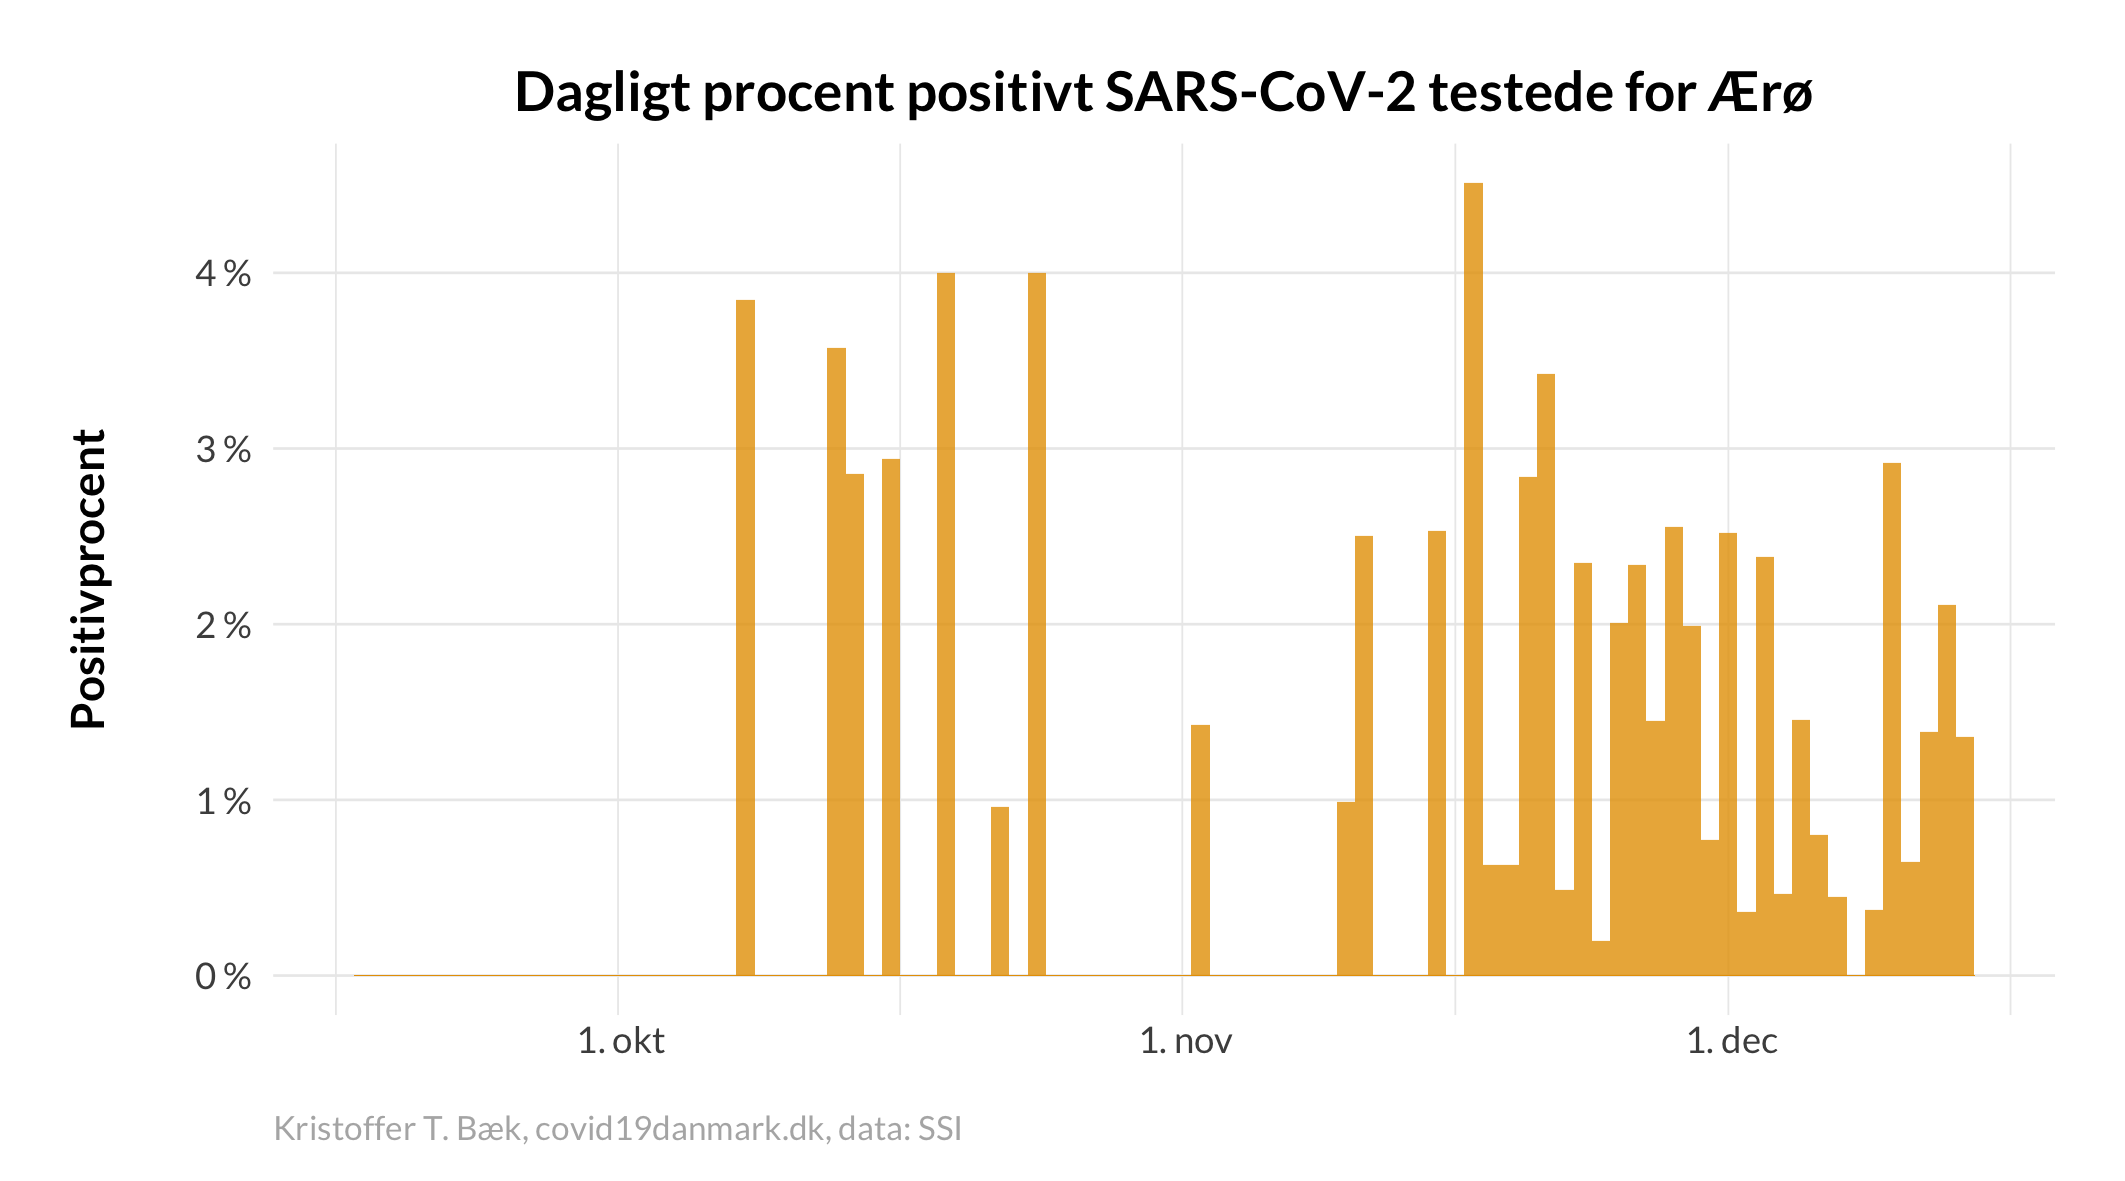 Dagligt procent positivt SARS-CoV-2 testede for Ærø
Positivprocent
4 %
3 %
2 %
1 %
0 %
1. okt
1. nov
1. dec
Kristoffer T. Bæk, covid19danmark.dk, data: SSI